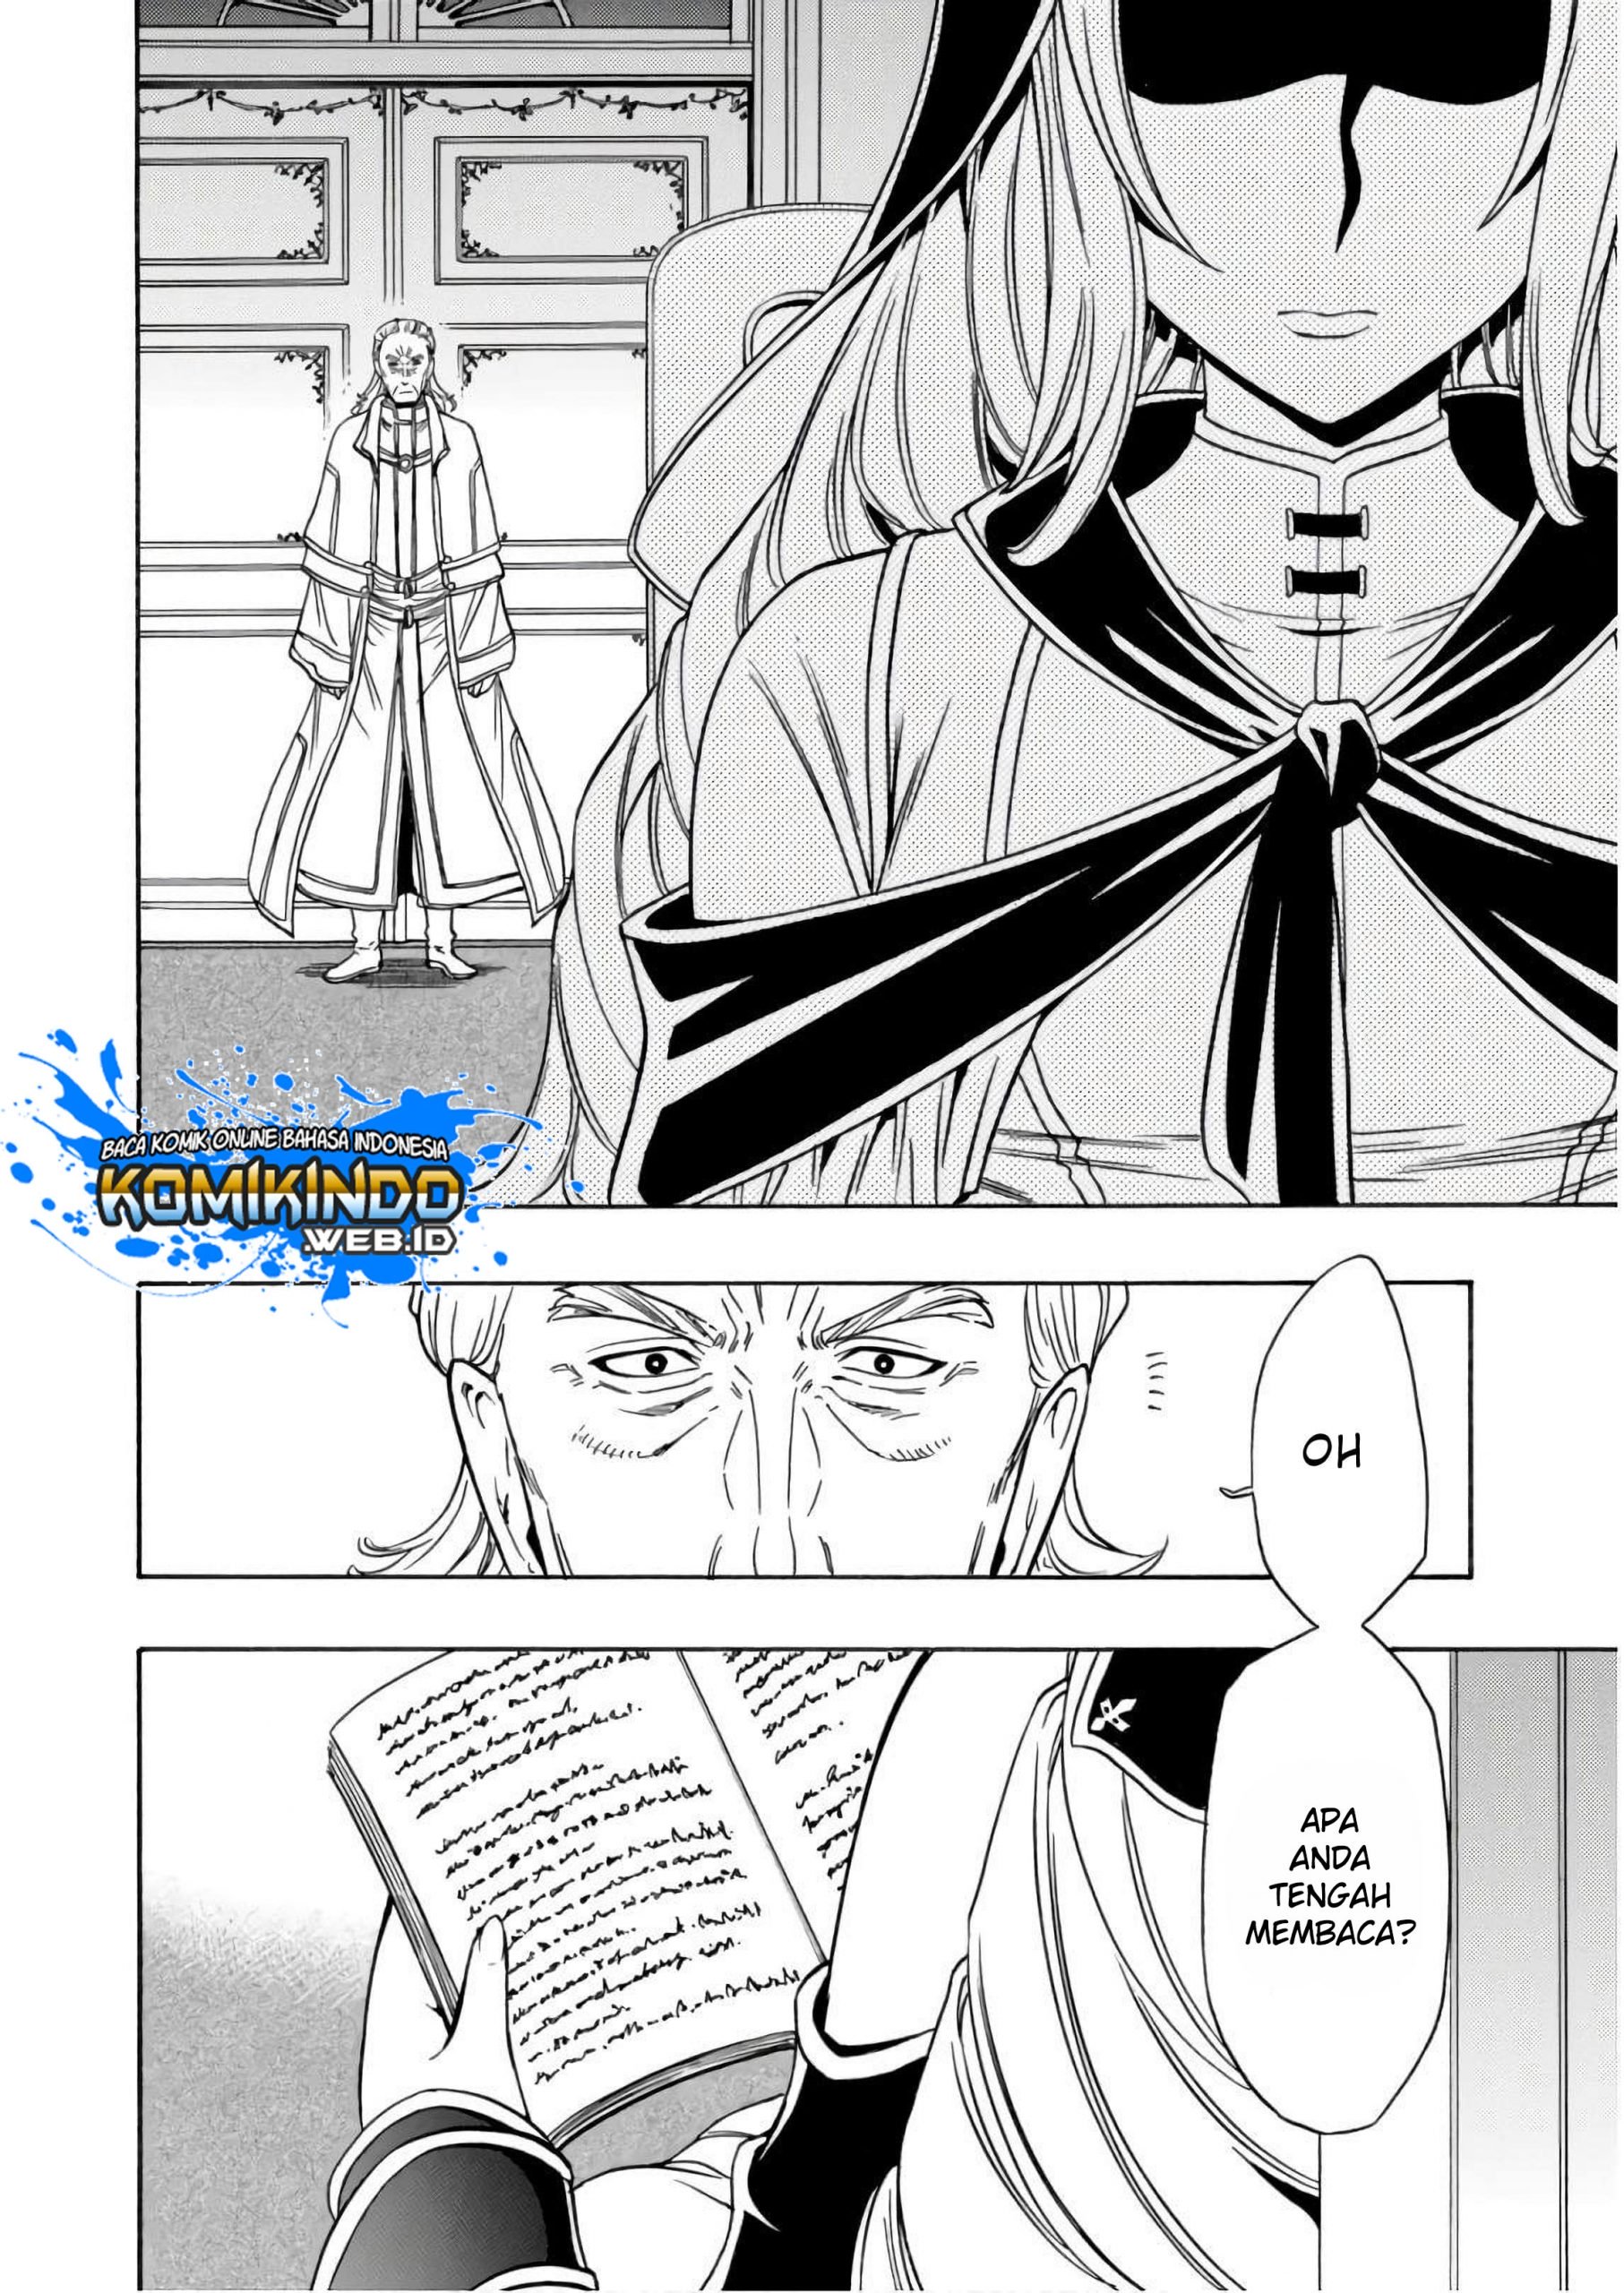 BACA KOMIK ONLINE BAHASA INDONESIA
KOMIKINDO
.WEB.ID
OH
APA
ANDA
TENGAH
MEMBACA?